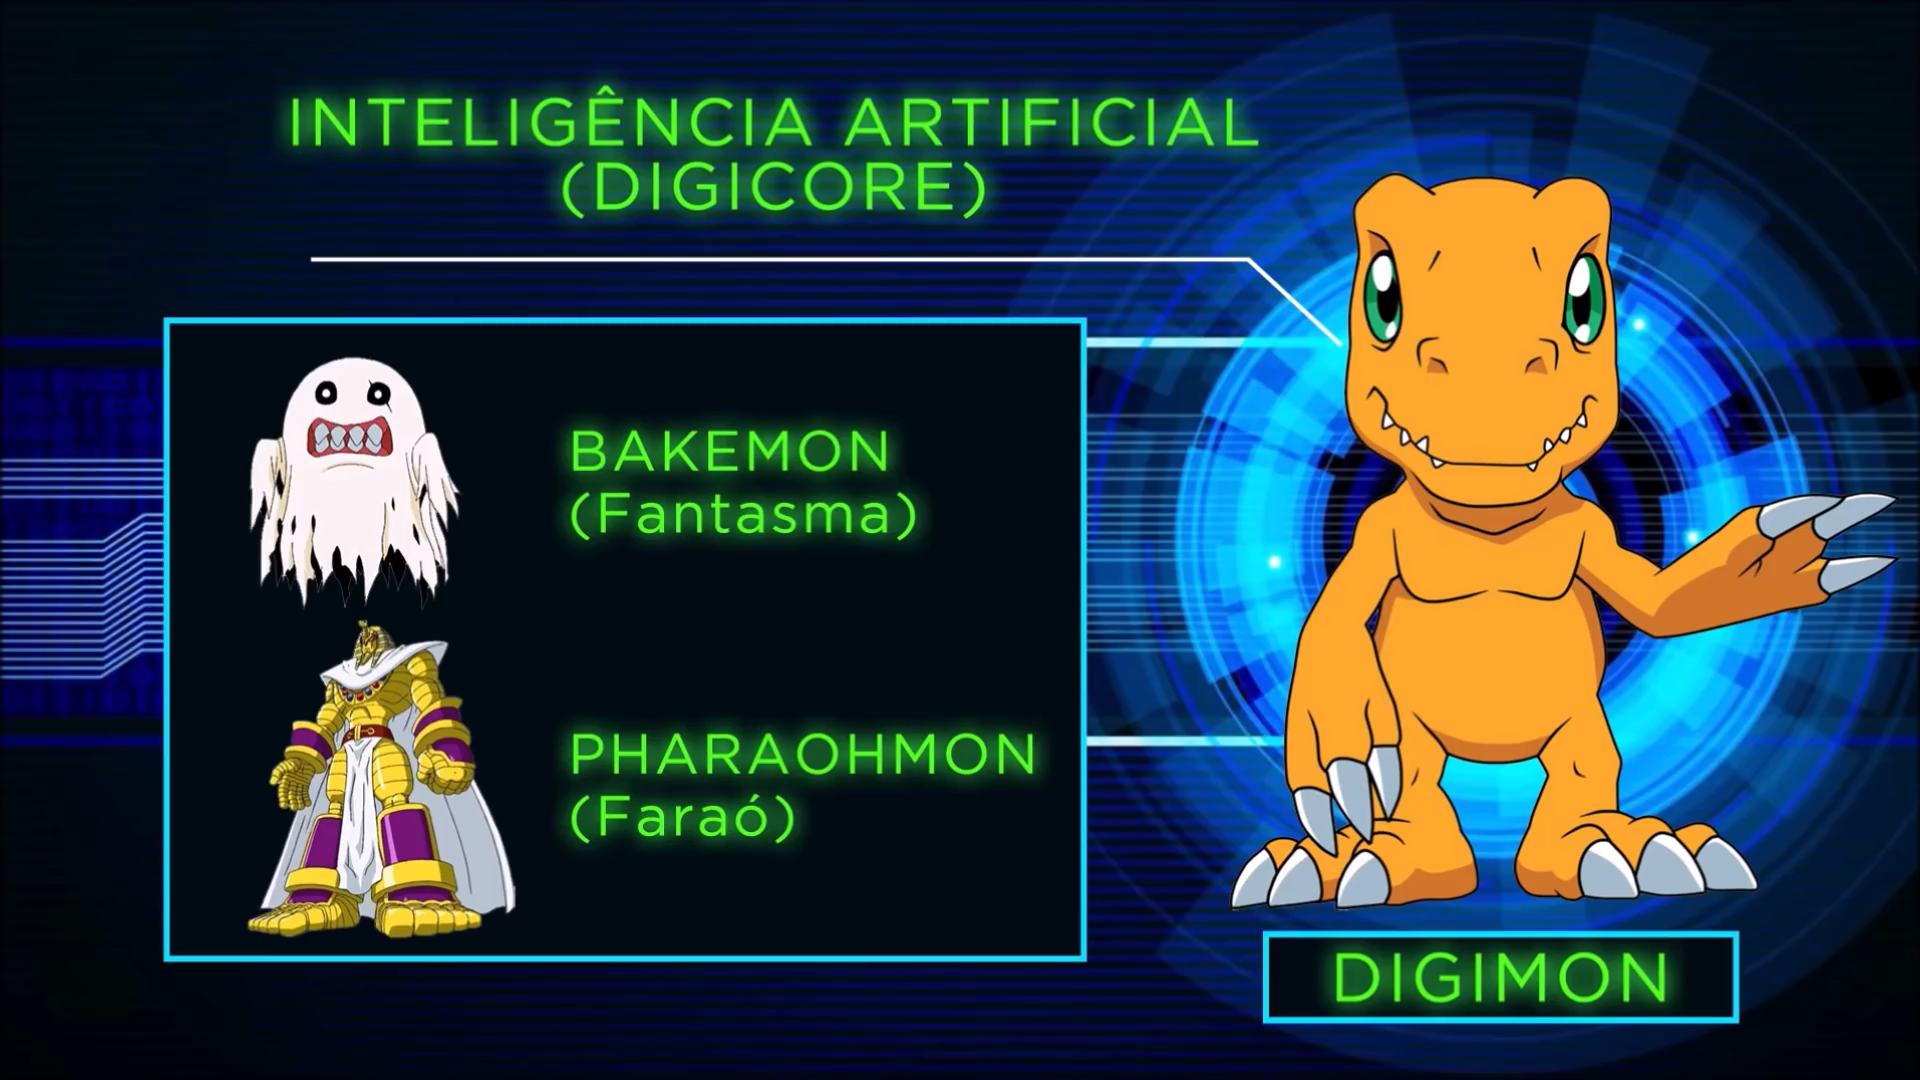 INTELIGÊNCIA ARTIFICIAL
(DIGICORE)
BAKEMON
(Fantasma)
PHARAOHMON
(Faraó)
DIGIMON